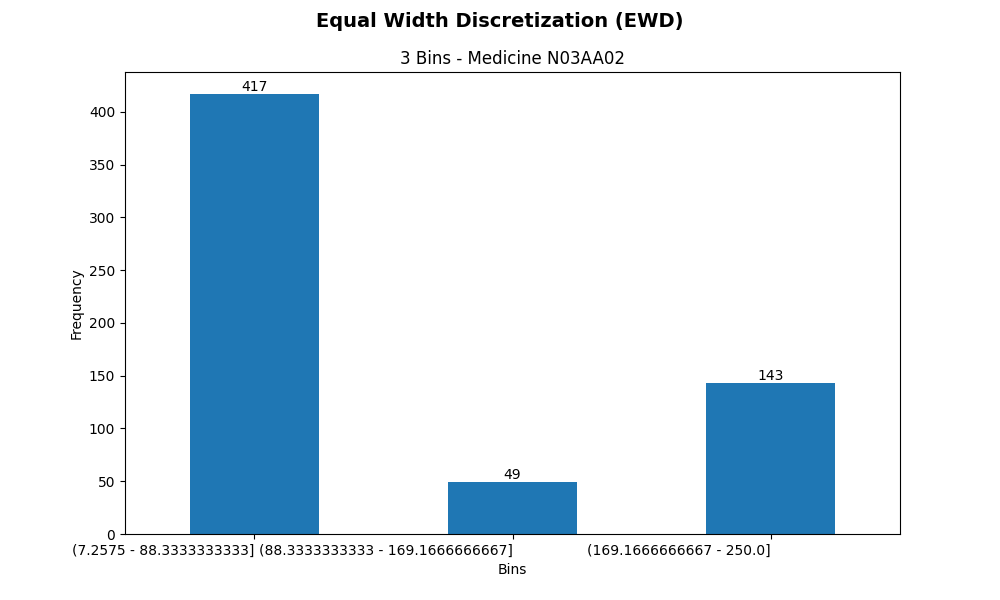 Equal Width Discretization (EWD)
3 Bins - Medicine N03AA02
417
400
350
300
250
200
150
100
50
0
Frequency
49
143
(7.2575 - 88.3333333333] (88.3333333333 - 169.1666666667] (169.1666666667 - 250.0]
Bins